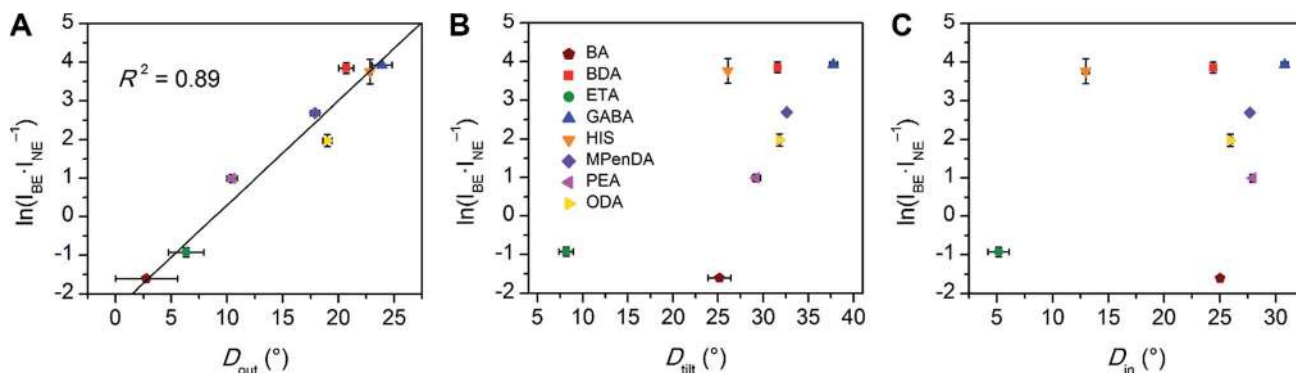 A
5
4
3
2
1
0
-1
-2
ln(I_BE·I_NE⁻¹)
R² = 0.89
0 5 10 15 20 25
D_out (°)
B
5
4
3
2
1
0
-1
-2
ln(I_BE·I_NE⁻¹)
BA
BDA
ETA
GABA
HIS
MPenDA
PEA
ODA
5 10 15 20 25 30 35 40
D_tilt (°)
C
5
4
3
2
1
0
-1
-2
ln(I_BE·I_NE⁻¹)
5 10 15 20 25 30
D_in (°)